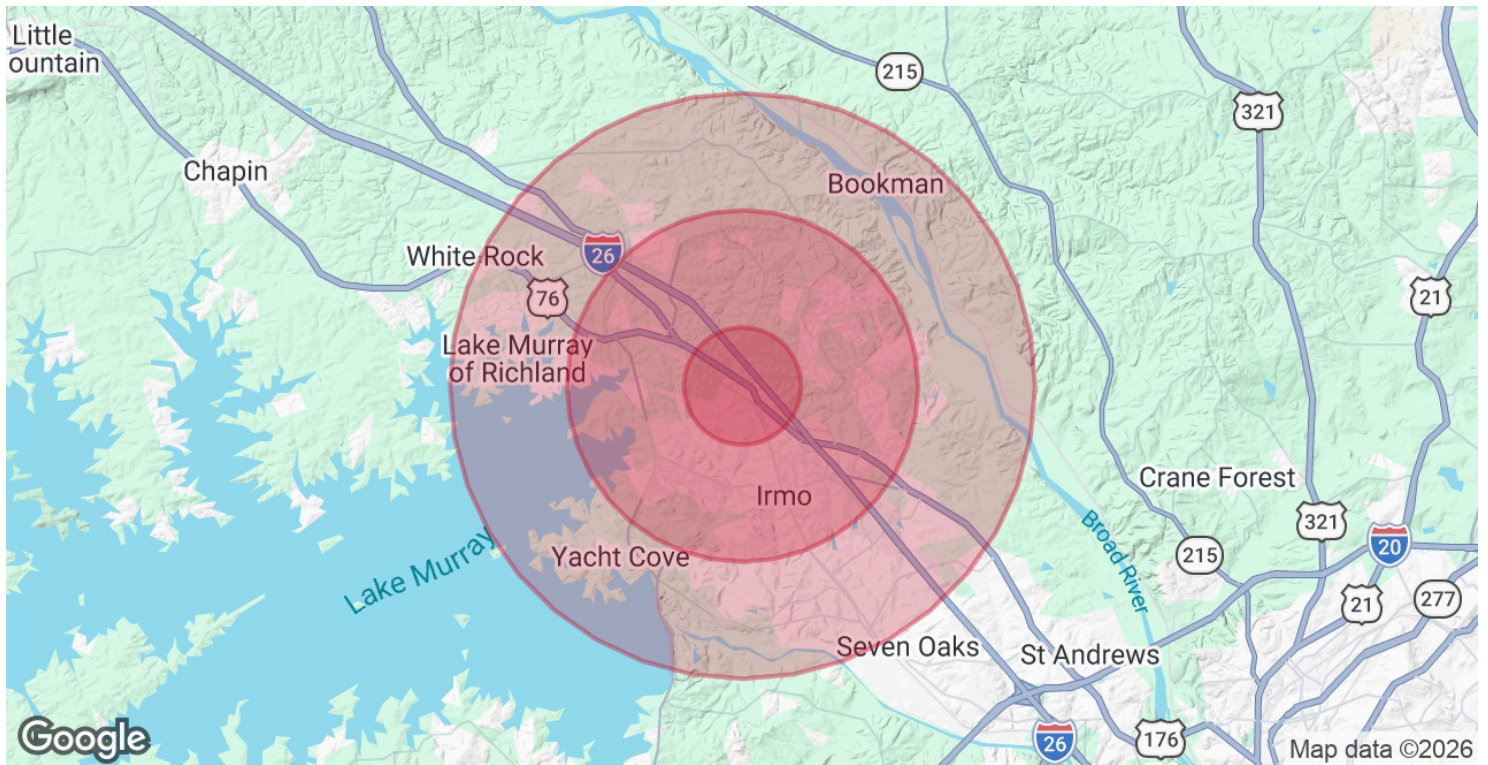 Little
ountain
215
321
Chapin
Bookman
White Rock
26
76
21
Lake Murray
of Richland
Crane Forest
Irmo
321
Broad River
20
Lake Murray
Yacht Cove
215
21
277
Seven Oaks
St Andrews
26
176
Google
Map data ©2026